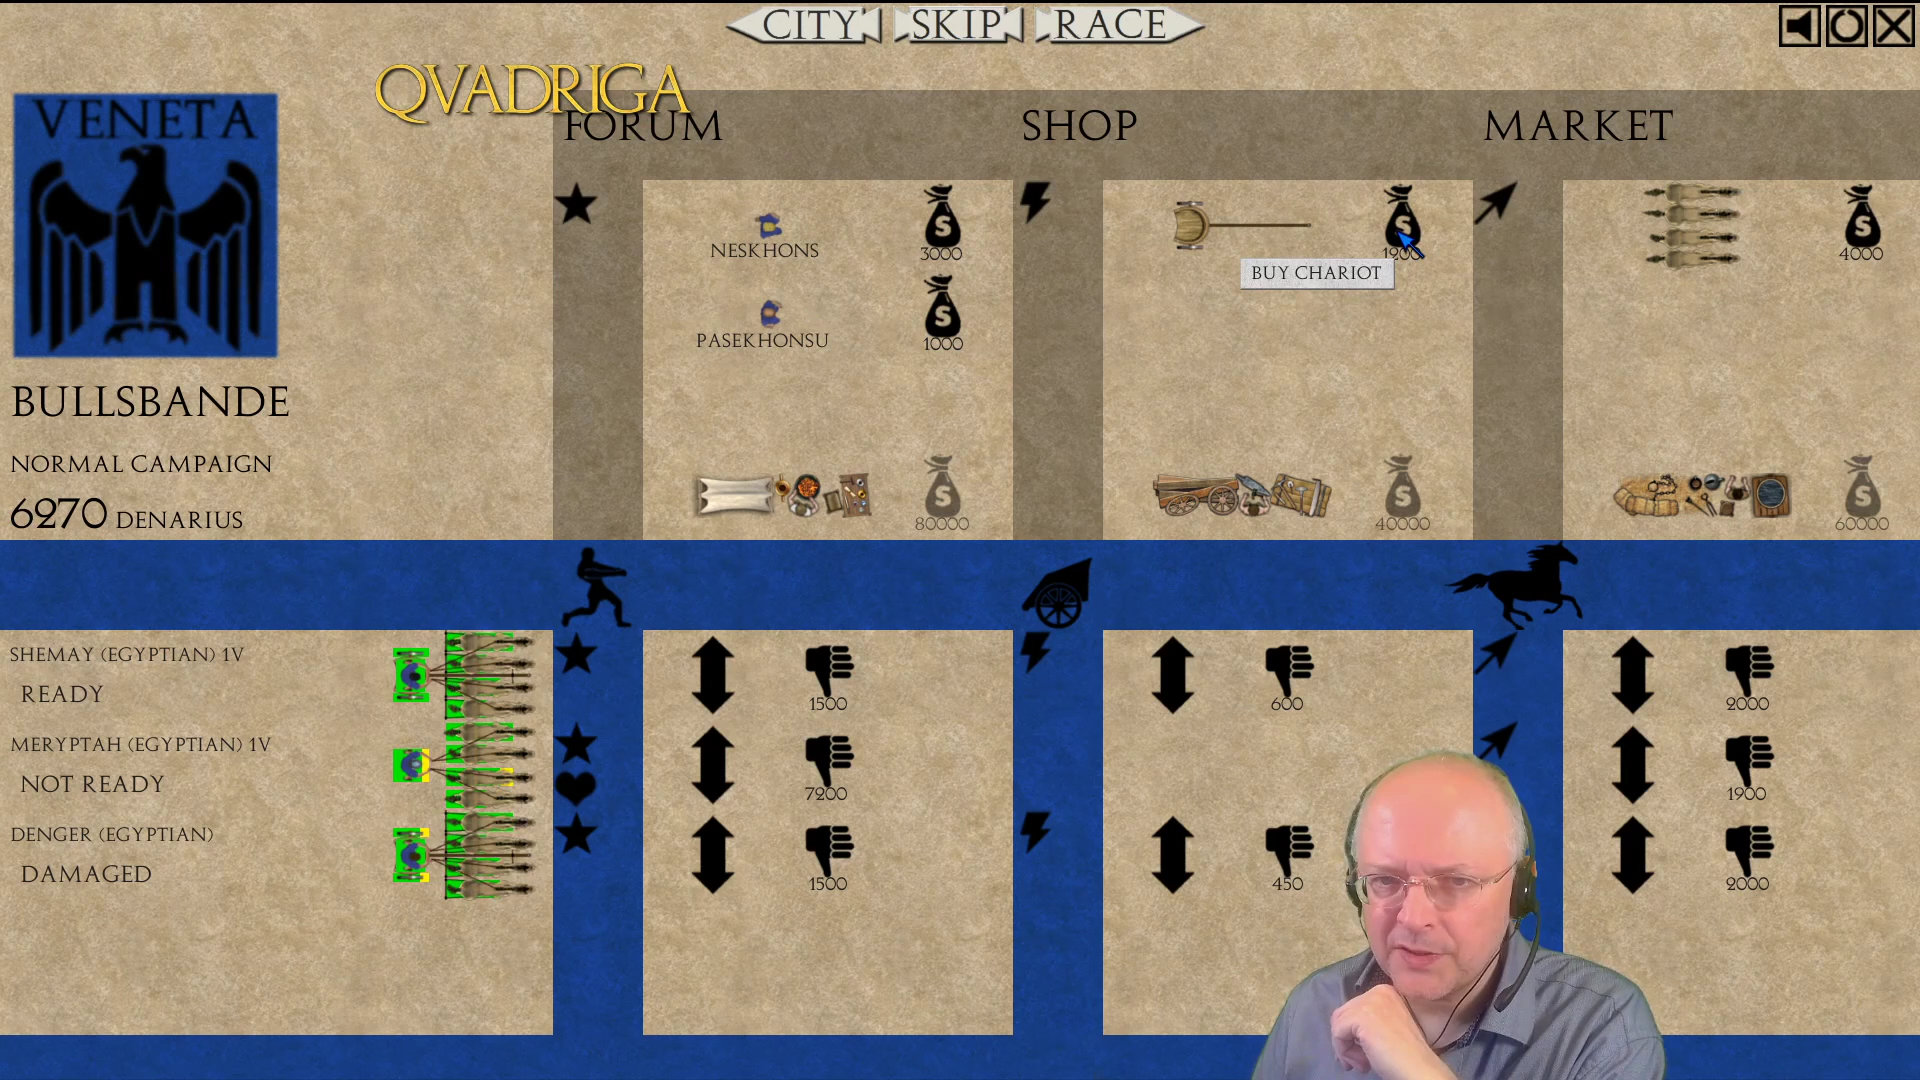 CITY SKIP RACE
QVADRIGA
VENETA
FORUM SHOP MARKET
NESKHONS 3000
1200
BUY CHARIOT
4000
PASEKHONSU 1000
BULLSBANDE
NORMAL CAMPAIGN
6270 DENARIUS
80000 40000 60000
SHEMAY (EGYPTIAN) 1V
READY
1500 600 2000
MERYPTAH (EGYPTIAN) 1V
NOT READY
7200 1900
DENGER (EGYPTIAN)
DAMAGED
1500 450 2000